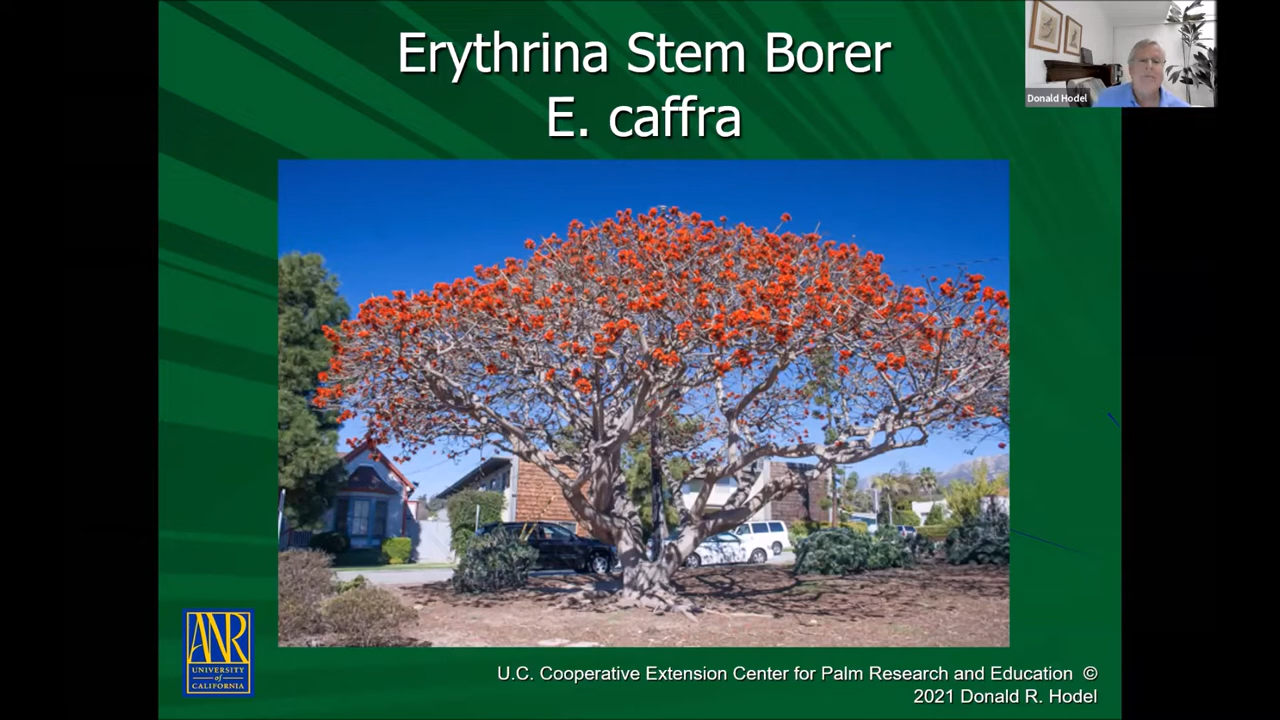 Erythrina Stem Borer
E. caffra
Donald Hodel
ANR
UNIVERSITY
of
CALIFORNIA
U.C. Cooperative Extension Center for Palm Research and Education ©
2021 Donald R. Hodel